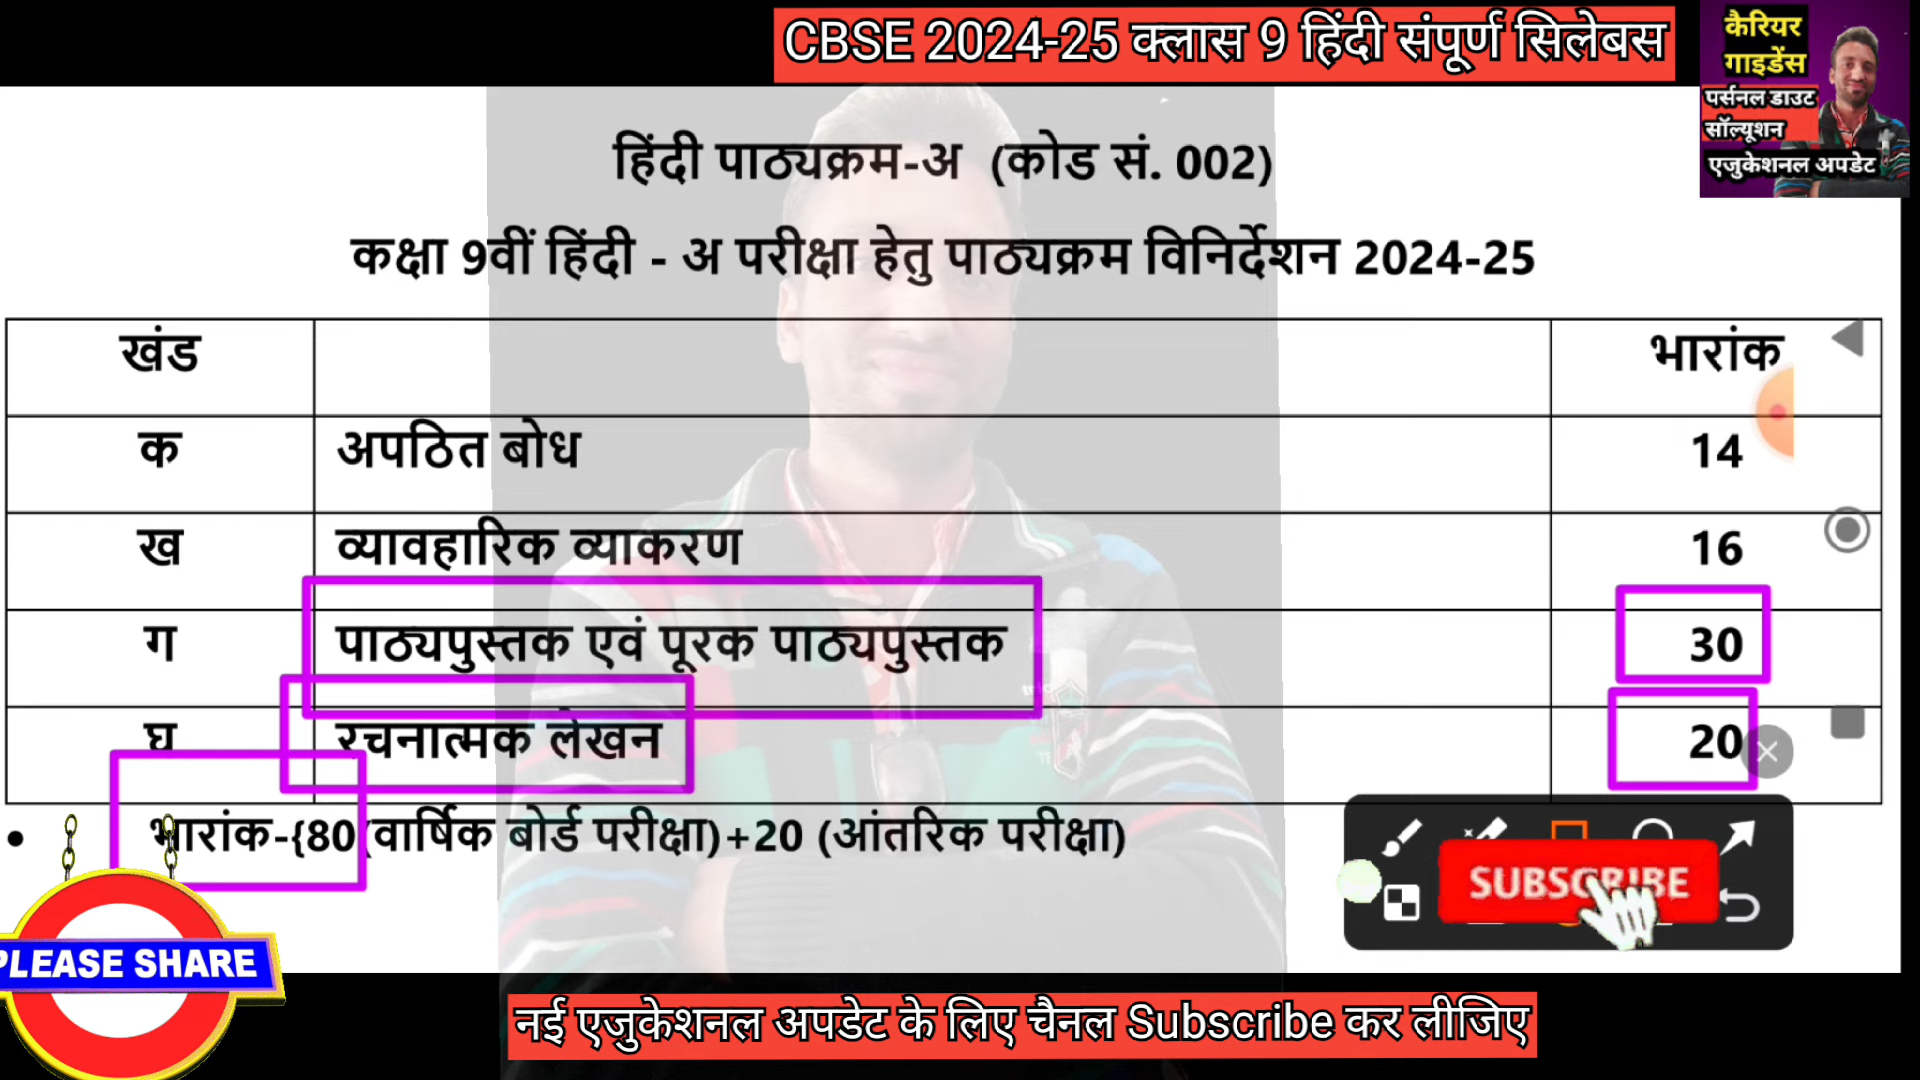 CBSE 2024-25 क्लास 9 हिंदी संपूर्ण सिलेबस
कैरियर
गाइडेंस
पर्सनल डाउट
सॉल्यूशन
एजुकेशनल अपडेट
हिंदी पाठ्यक्रम-अ (कोड सं. 002)
कक्षा 9वीं हिंदी - अ परीक्षा हेतु पाठ्यक्रम विनिर्देशन 2024-25
खंड भारांक
क अपठित बोध 14
ख व्यावहारिक व्याकरण 16
ग पाठ्यपुस्तक एवं पूरक पाठ्यपुस्तक 30
घ रचनात्मक लेखन 20
• भारांक-{80(वार्षिक बोर्ड परीक्षा)+20 (आंतरिक परीक्षा)
SUBSCRIBE
PLEASE SHARE
नई एजुकेशनल अपडेट के लिए चैनल Subscribe कर लीजिए